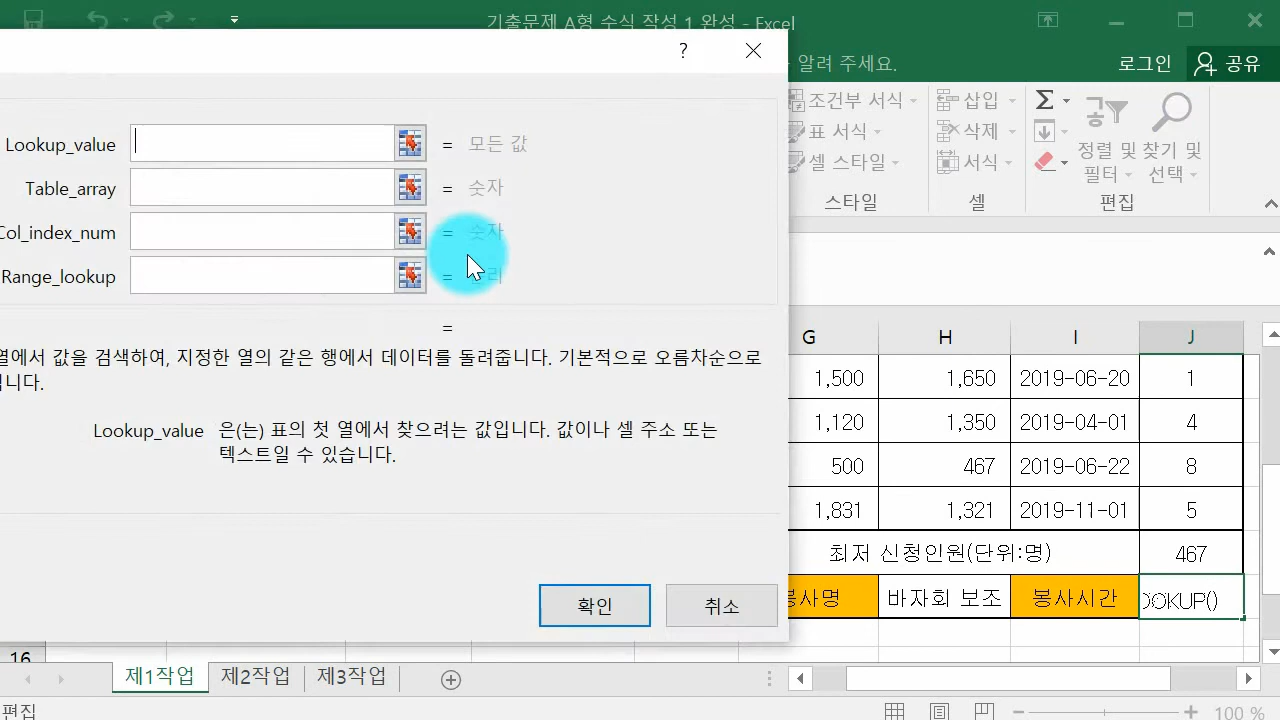 기출문제 A형 수식 작성 1 완성 - Excel
알려 주세요.
로그인
공유
?
조건부 서식
표 서식
셀 스타일
스타일
삽입
삭제
서식
셀
정렬 및
필터
찾기 및
선택
편집
Lookup_value = 모든 값
Table_array = 숫자
Col_index_num = 숫자
Range_lookup =
=
열에서 값을 검색하여, 지정한 열의 같은 행에서 데이터를 돌려줍니다. 기본적으로 오름차순으로
니다.
Lookup_value 은(는) 표의 첫 열에서 찾으려는 값입니다. 값이나 셀 주소 또는
텍스트일 수 있습니다.
확인 취소
G H I J
1,500 1,650 2019-06-20 1
1,120 1,350 2019-04-01 4
500 467 2019-06-22 8
1,831 1,321 2019-11-01 5
최저 신청인원(단위:명) 467
봉사명 바자회 보조 봉사시간 OOKUP()
16
제1작업 제2작업 제3작업
편집
100 %